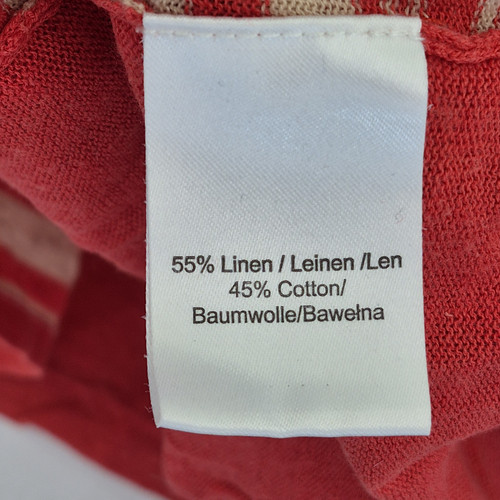 55% Linen / Leinen /Len
45% Cotton/
Baumwolle/Bawełna